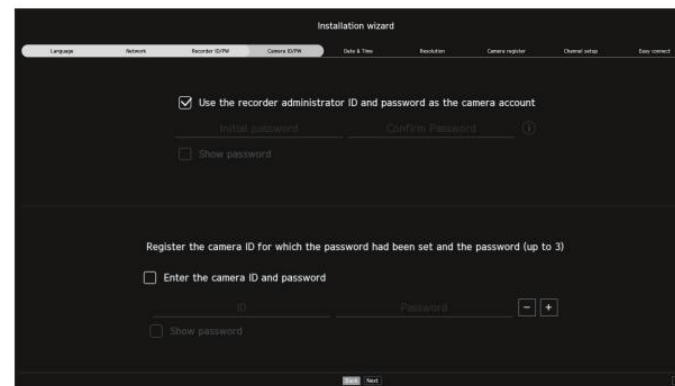 Installation wizard
Language Network Recorder ID/PW Camera ID/PW Date & Time Resolution Camera register Channel setup Easy connect
Use the recorder administrator ID and password as the camera account
Initial password Confirm Password
Show password
Register the camera ID for which the password had been set and the password (up to 3)
Enter the camera ID and password
ID Password − +
Show password
Back Next